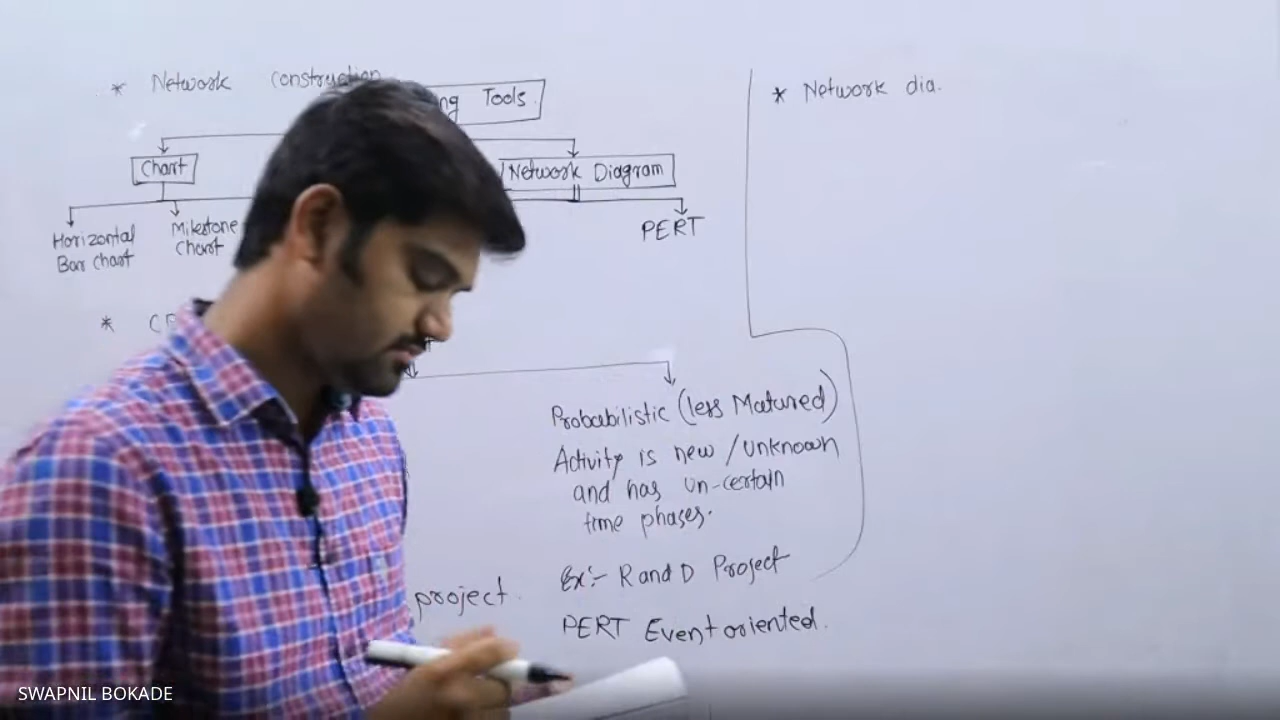 * Network construction
ng Tools.
Chart
Network Diagram
Horizontal
Bar chart
Milestone
Chart
PERT
*
Probabilistic (less Matured)
Activity is new / unknown
and has un-certain
time phases.
Ex:- R and D Project
project.
PERT Event oriented.
* Network dia.
SWAPNIL BOKADE